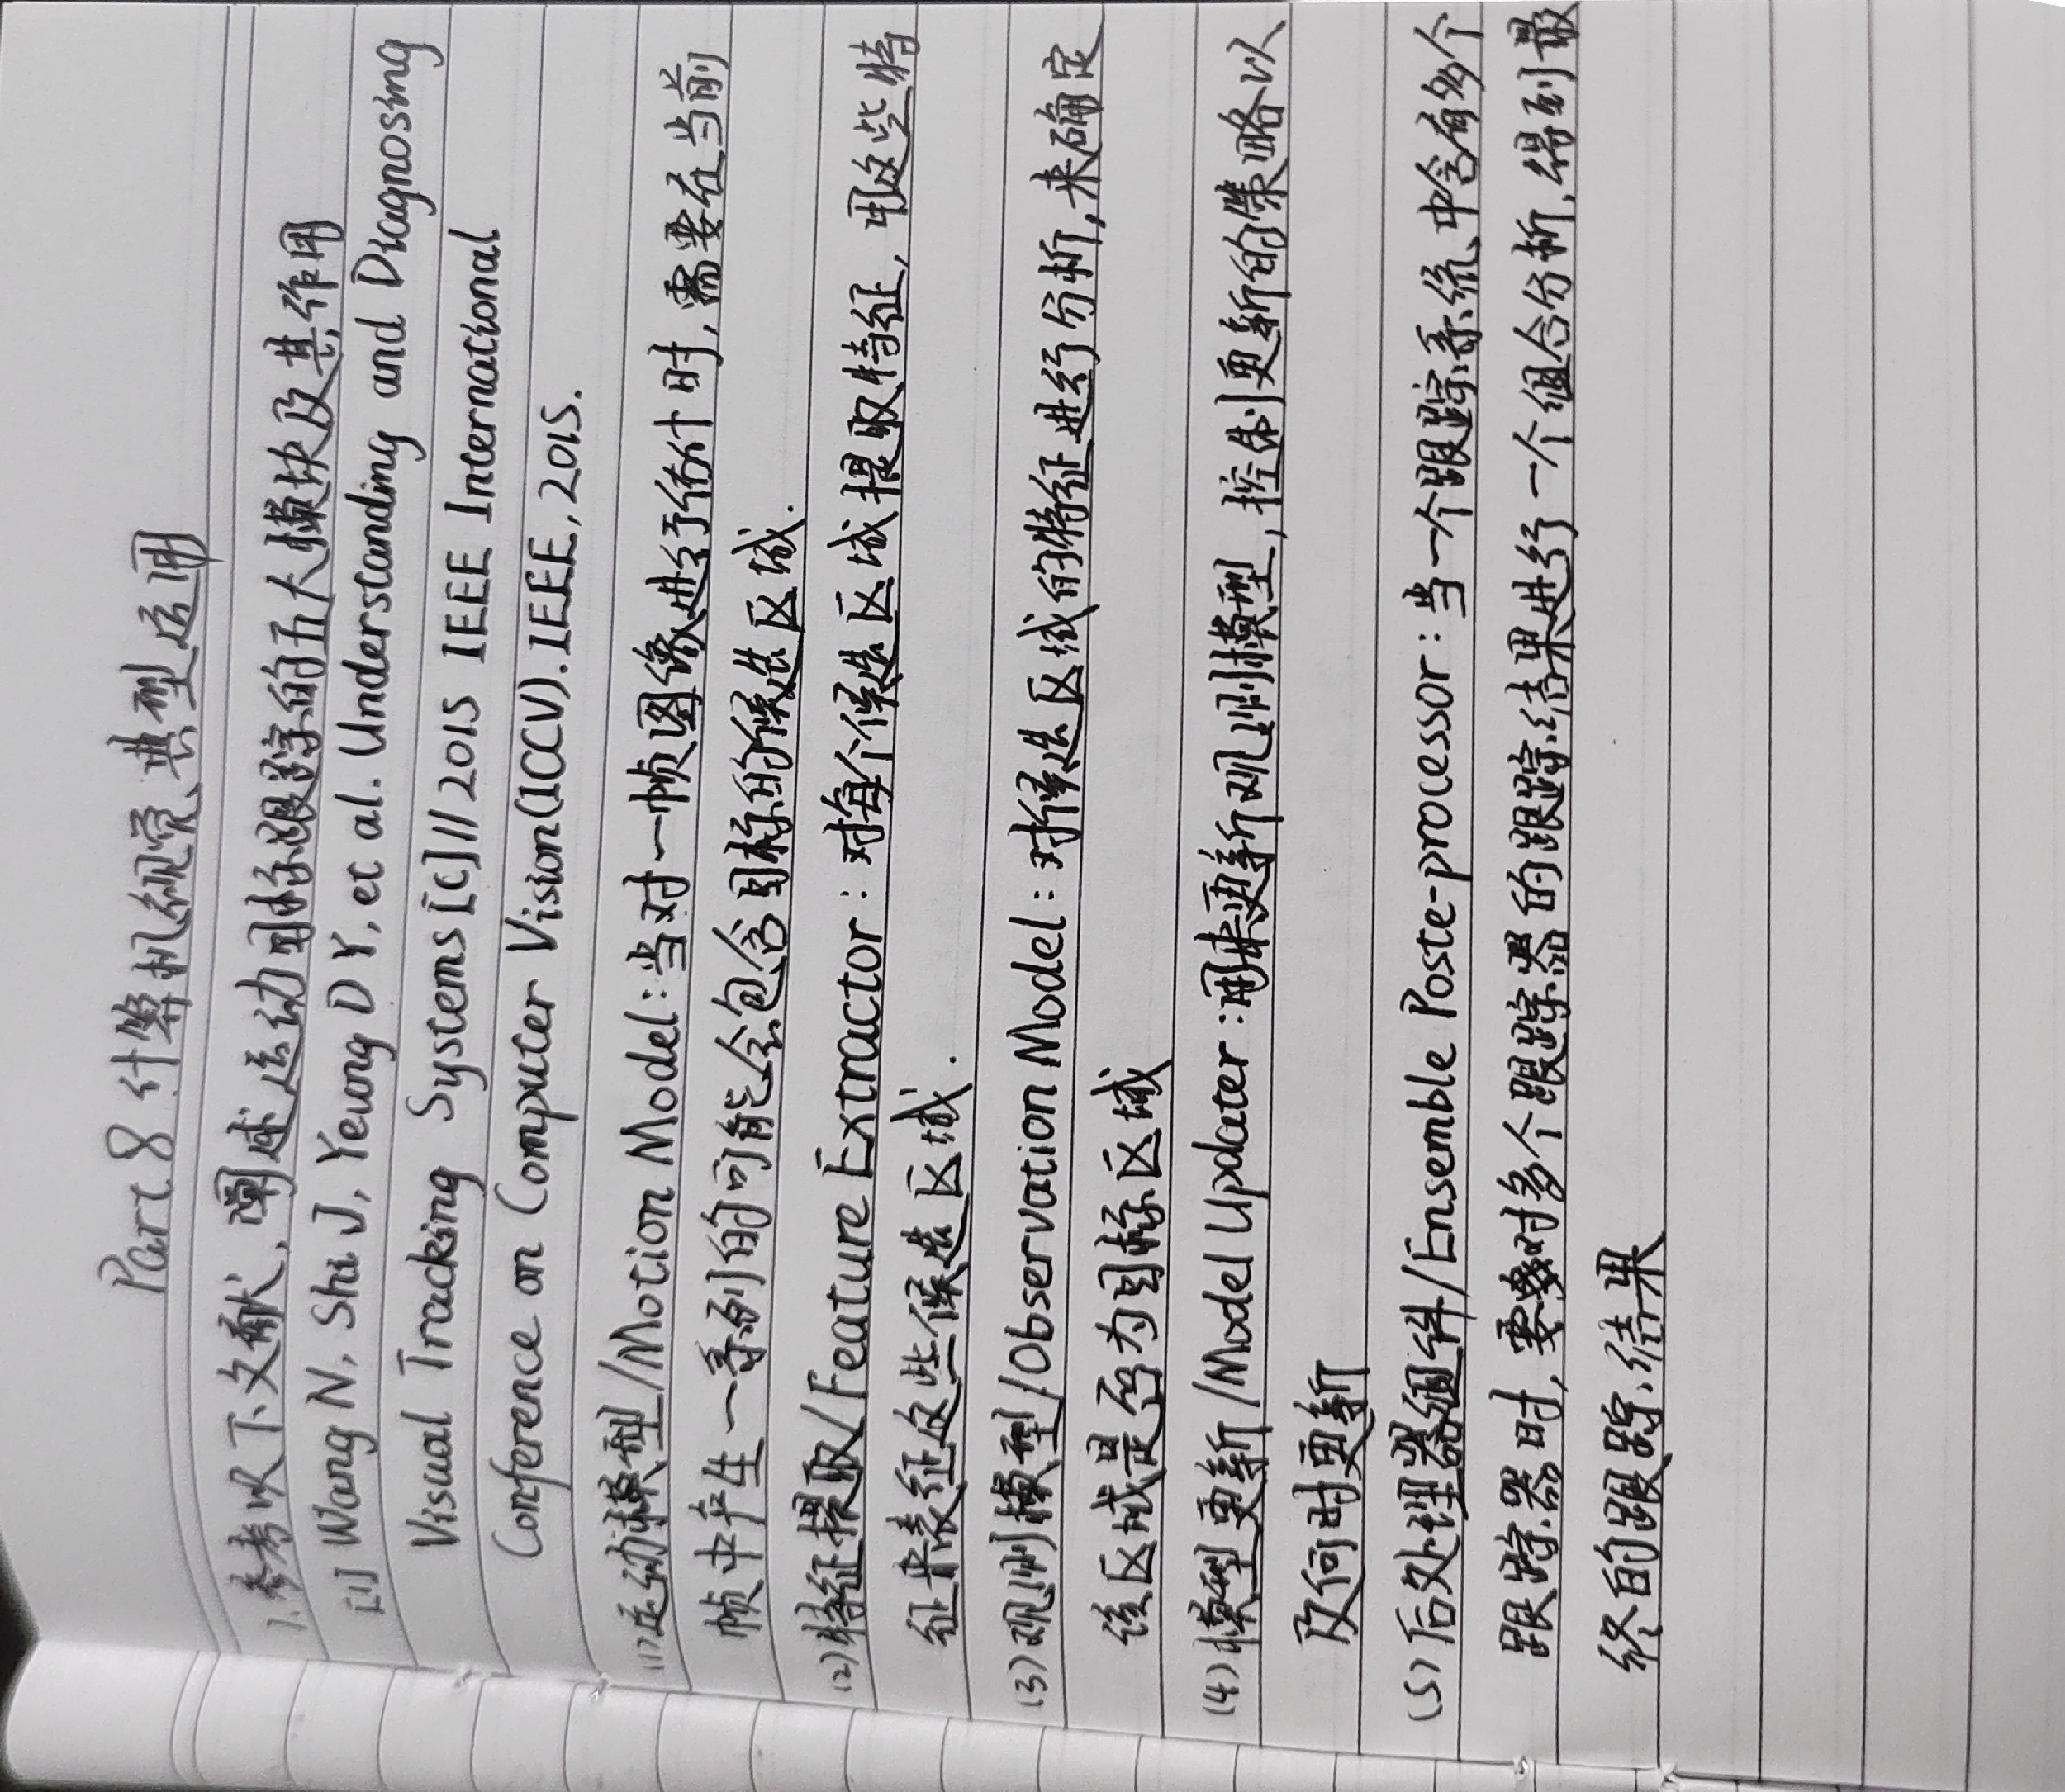 Part 8 计算机视觉典型运用
1.参考以下文献,阐述运动目标跟踪的五大模块及其作用
[1] Wang N, Shi J, Yeung D Y, et al. Understanding and Diagnosing
Visual Tracking Systems [C]// 2015 IEEE International
Conference on Computer Vision(ICCV). IEEE, 2015.
(1)运动模型/Motion Model:当对一帧图像进行估计时,需要在当前
帧中产生一系列的可能会包含目标的候选区域.
(2)特征提取/Feature Extractor:对每个候选区域提取特征,用这些特
征来表征这些候选区域.
(3)观测模型/Observation Model:对候选区域的特征进行分析,来确定
该区域是否为目标区域
(4)模型更新/Model Updater:用来更新观测模型,控制更新的策略以
及何时更新
(5)后处理器组件/Ensemble Poste-processor:当一个跟踪系统中含有多个
跟踪器时,要对多个跟踪器的跟踪结果进行一个组合分析,得到最
终的跟踪结果